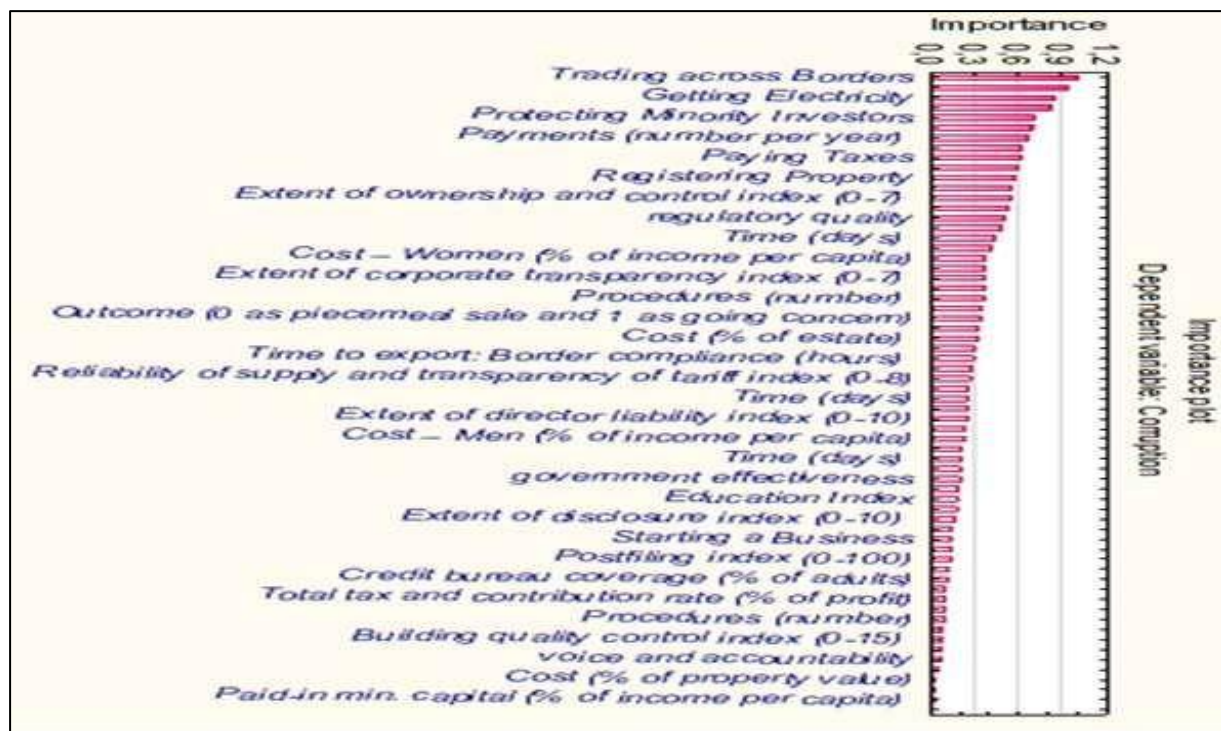 Importance
0,0 0,3 0,6 0,9 1,2
Trading across Borders
Getting Electricity
Protecting Minority Investors
Payments (number per year)
Paying Taxes
Registering Property
Extent of ownership and control index (0-7)
regulatory quality
Time (days)
Cost – Women (% of income per capita)
Extent of corporate transparency index (0-7)
Procedures (number)
Outcome (0 as piecemeal sale and 1 as going concern)
Cost (% of estate)
Time to export: Border compliance (hours)
Reliability of supply and transparency of tariff index (0-8)
Time (days)
Extent of director liability index (0-10)
Cost – Men (% of income per capita)
Time (days)
government effectiveness
Education Index
Extent of disclosure index (0-10)
Starting a Business
Postfiling index (0-100)
Credit bureau coverage (% of adults)
Total tax and contribution rate (% of profit)
Procedures (number)
Building quality control index (0-15)
voice and accountability
Cost (% of property value)
Paid-in min. capital (% of income per capita)
Importance plot
Dependent variable: Corruption